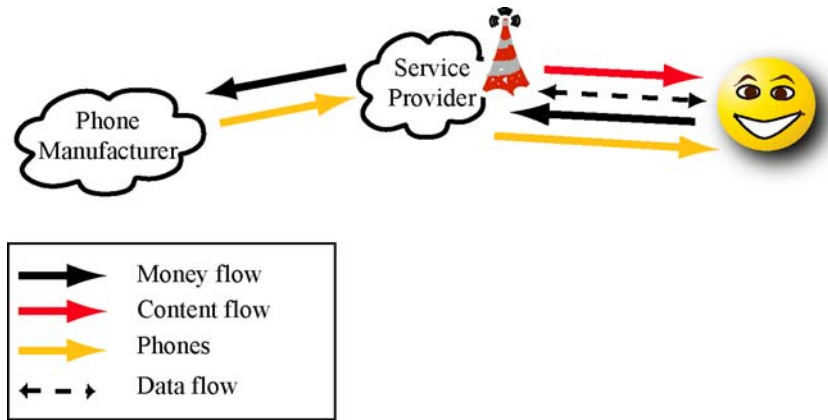 Service
Provider
Phone
Manufacturer
Money flow
Content flow
Phones
Data flow